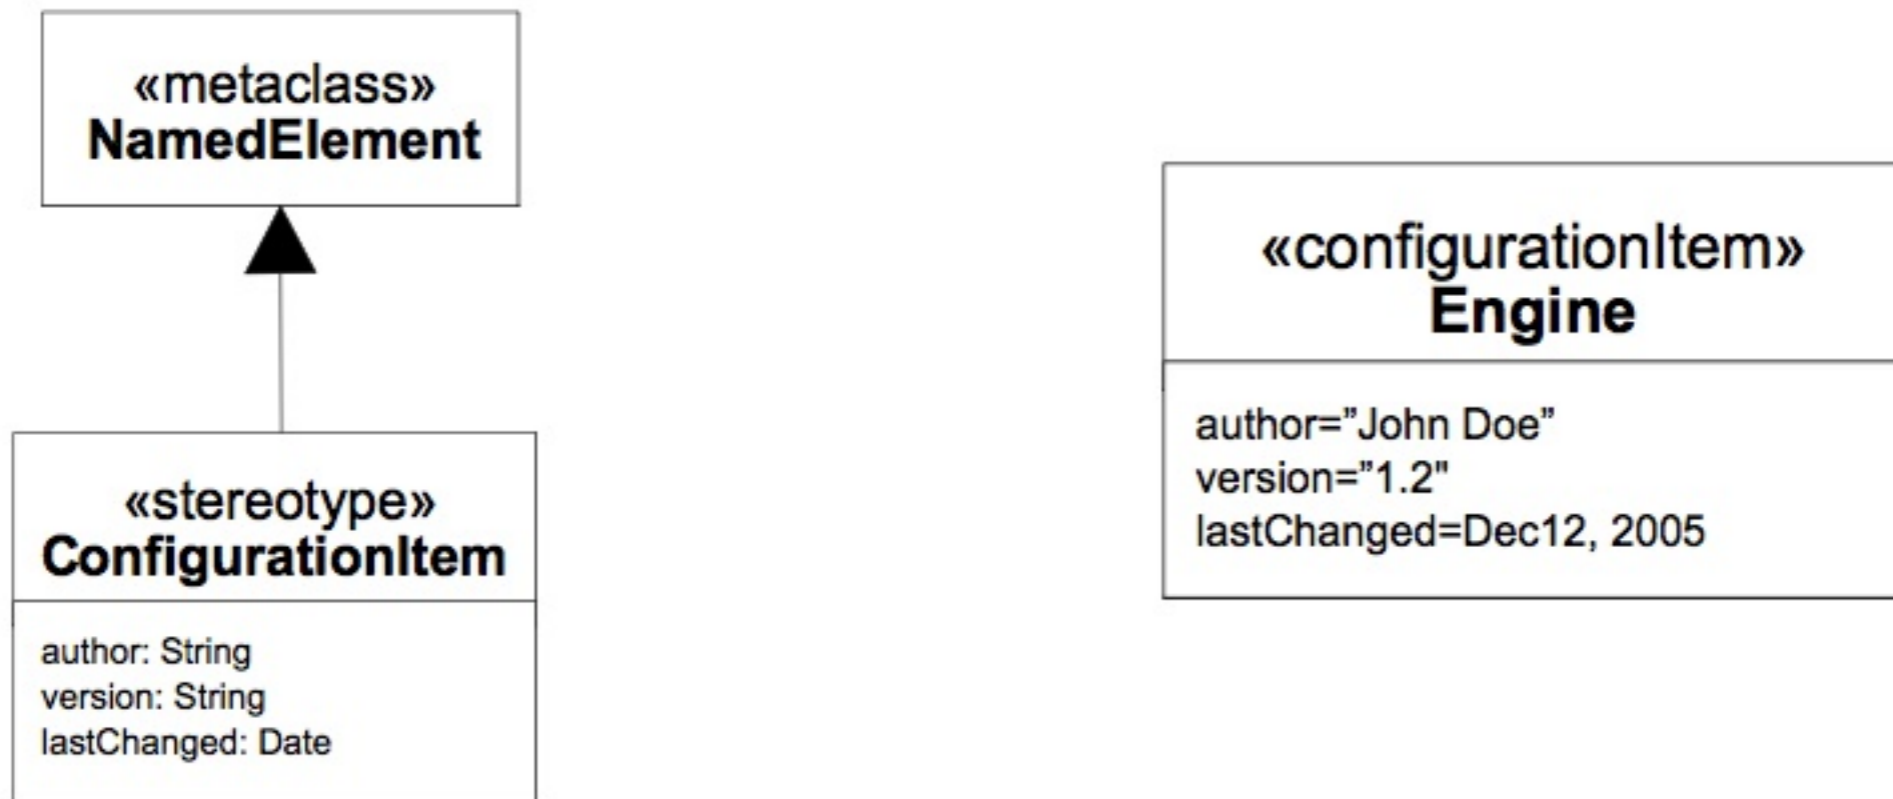 «metaclass»
NamedElement
«stereotype»
ConfigurationItem
author: String
version: String
lastChanged: Date
«configurationItem»
Engine
author=”John Doe”
version=”1.2"
lastChanged=Dec12, 2005